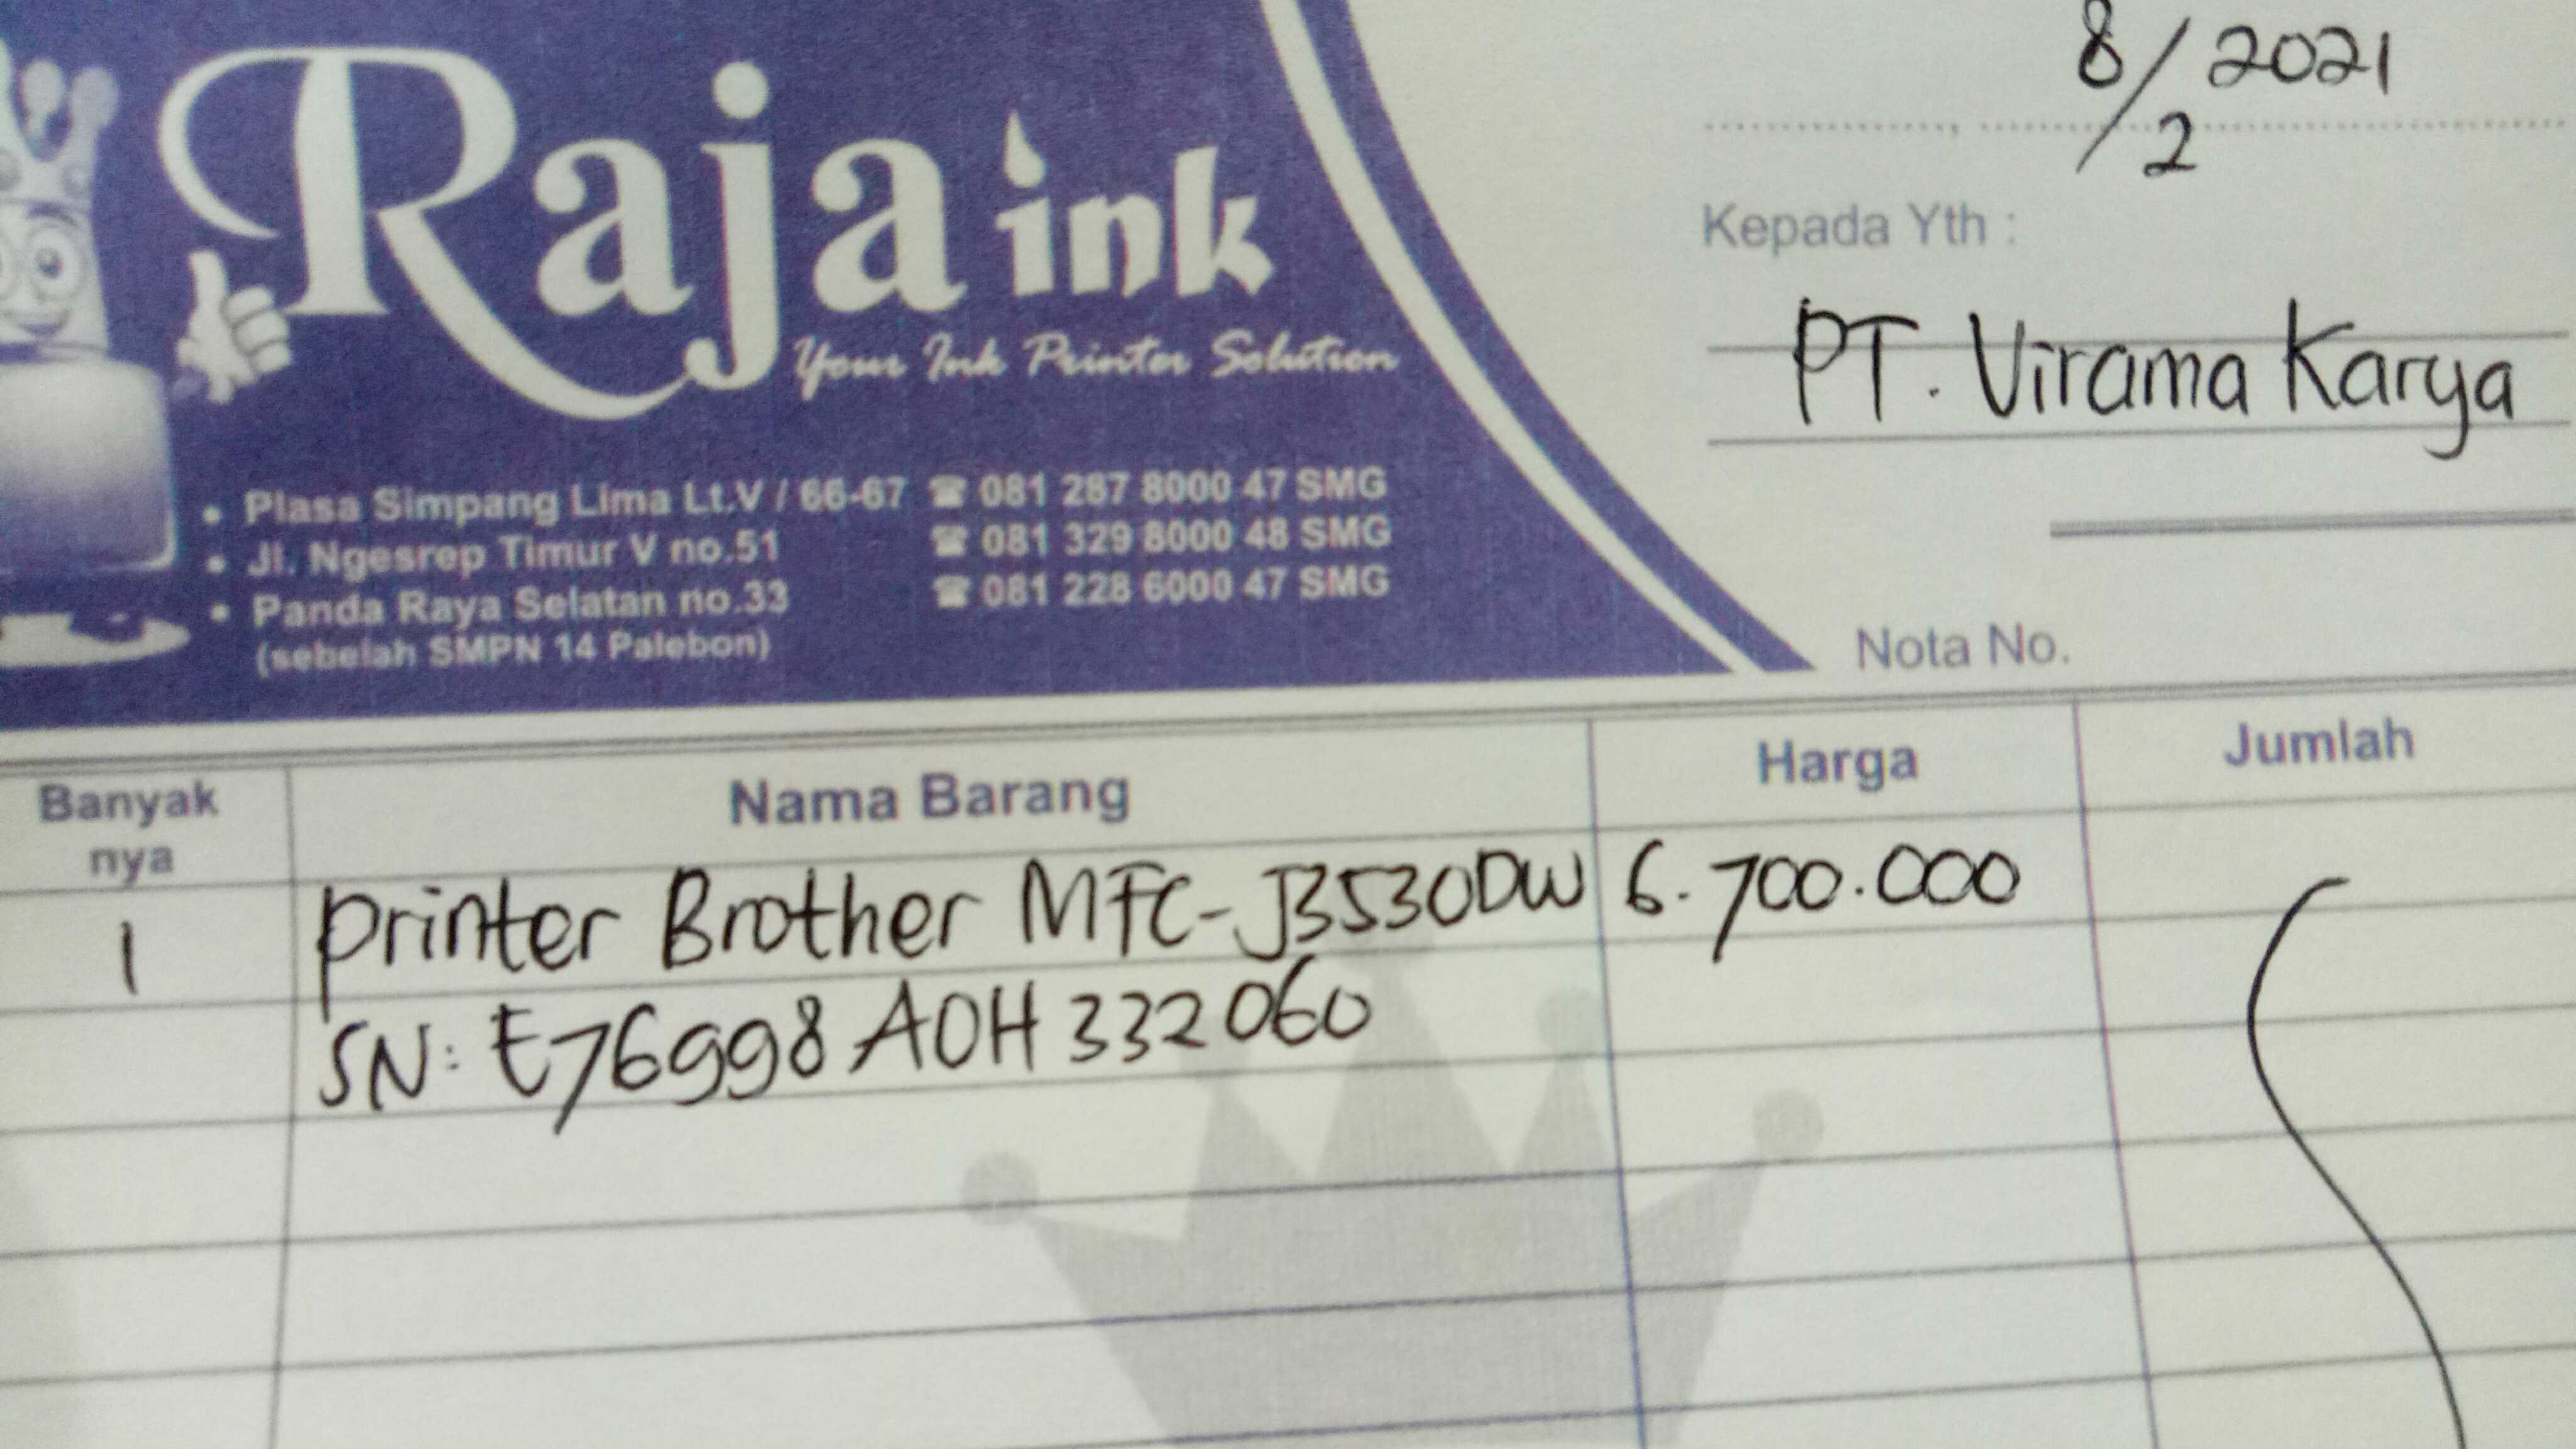 Raja ink
Your Ink Printer Solution
• Plasa Simpang Lima Lt.V / 66-67 ☎ 081 287 8000 47 SMG
• Jl. Ngesrep Timur V no.51 ☎ 081 329 8000 48 SMG
• Panda Raya Selatan no.33 ☎ 081 228 6000 47 SMG
(sebelah SMPN 14 Palebon)
8/2 2021
Kepada Yth :
PT. Virama Karya
Nota No.
Banyak nya Nama Barang Harga Jumlah
1 Printer Brother MFC-J3530DW 6.700.000
SN: E76998A0H332060